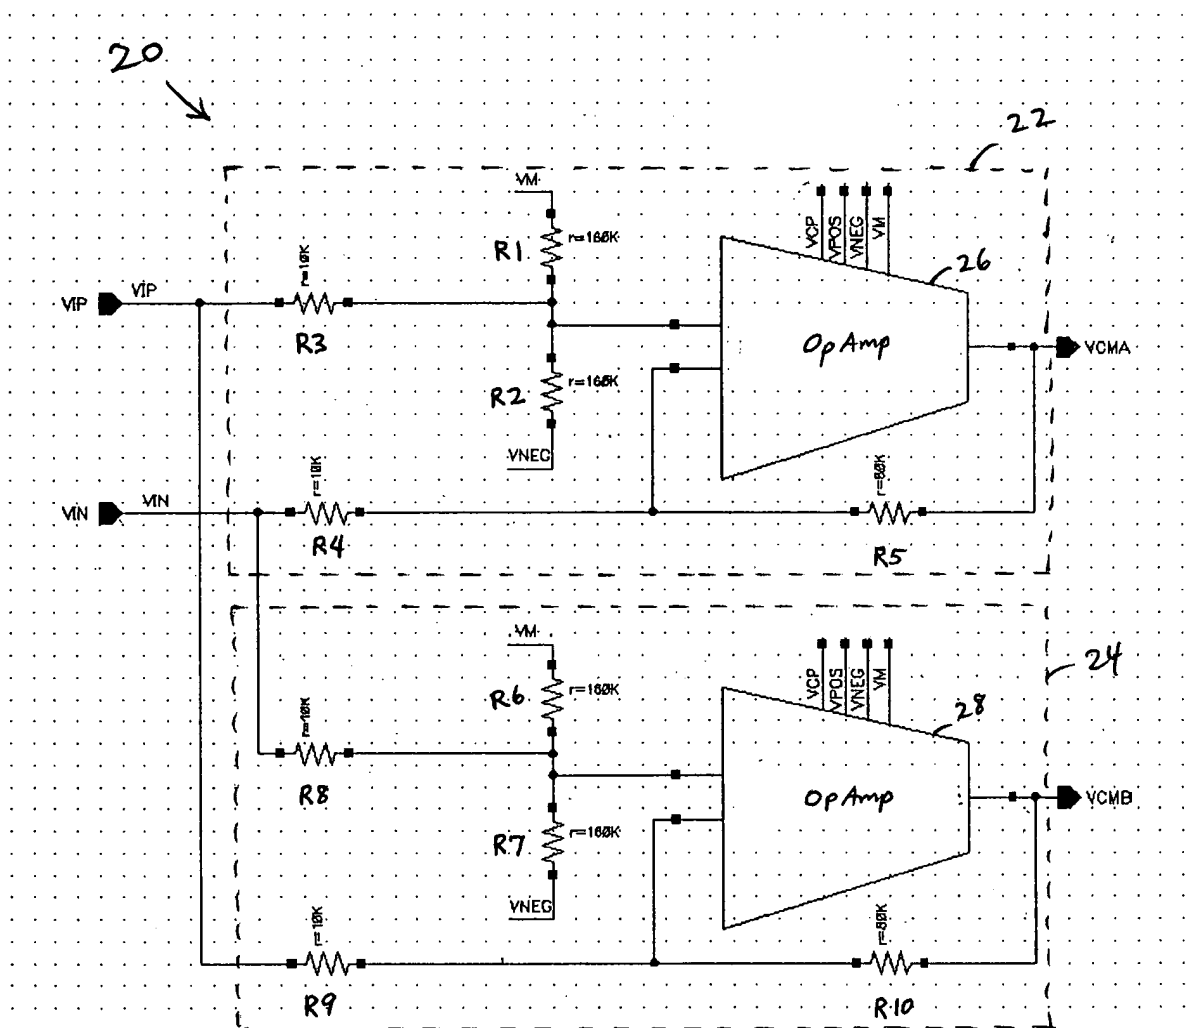 20
22
VM
R1
r=160K
VCP
VPOS
VNEG
VM
26
r=10K
VIP
VIP
R3
Op Amp
VCMA
R2
r=160K
VNEG
r=10K
r=80K
VIN
VIN
R4
R5
VM
24
R6
r=160K
VCP
VPOS
VNEG
VM
28
r=10K
R8
Op Amp
VCMB
R7
r=160K
VNEG
r=10K
r=80K
R9
R10